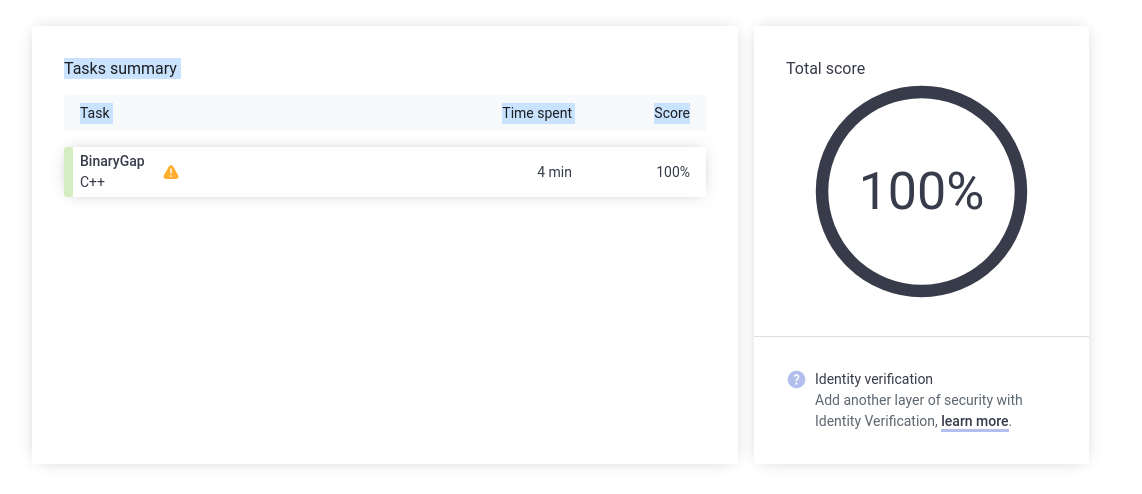 Tasks summary
Task Time spent Score
BinaryGap
C++
4 min 100%
Total score
100%
Identity verification
Add another layer of security with
Identity Verification, learn more.